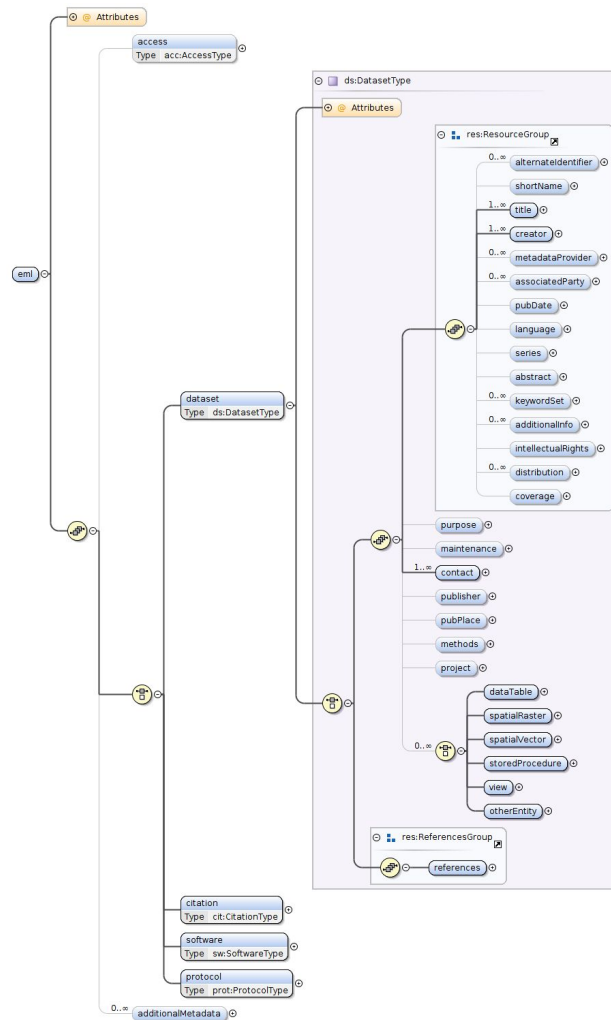 @ Attributes
access
Type acc:AccessType
ds:DatasetType
@ Attributes
res:ResourceGroup
0..∞ alternateIdentifier
shortName
1..∞ title
1..∞ creator
0..∞ metadataProvider
0..∞ associatedParty
eml
pubDate
language
series
abstract
dataset
Type ds:DatasetType
0..∞ keywordSet
0..∞ additionalInfo
intellectualRights
0..∞ distribution
coverage
purpose
maintenance
1..∞ contact
publisher
pubPlace
methods
project
0..∞
dataTable
spatialRaster
spatialVector
storedProcedure
view
otherEntity
res:ReferencesGroup
references
citation
Type cit:CitationType
software
Type sw:SoftwareType
protocol
Type prot:ProtocolType
0..∞ additionalMetadata